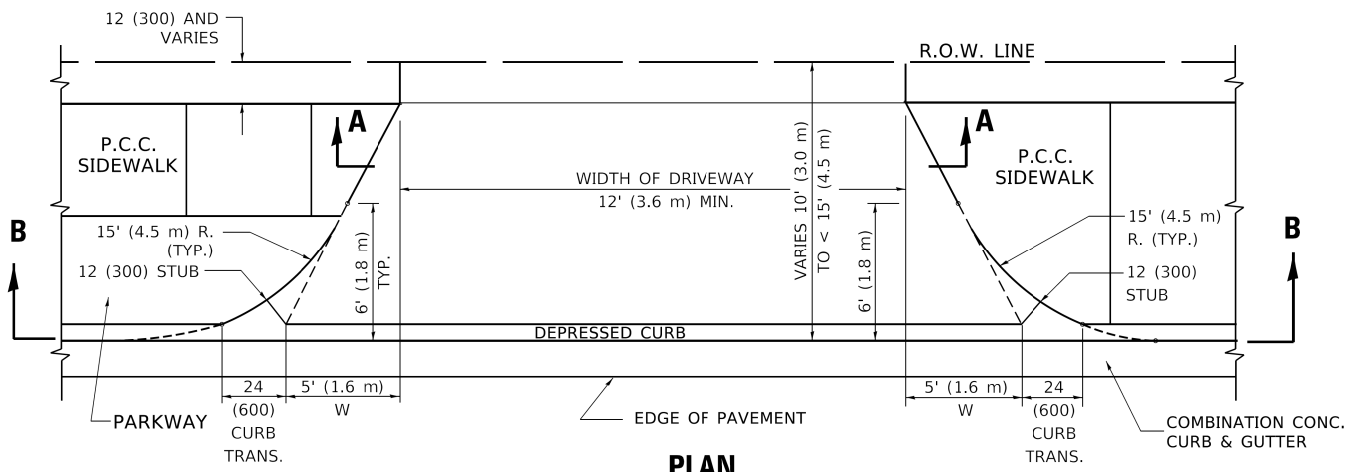 12 (300) AND
VARIES
R.O.W. LINE
A
A
P.C.C.
SIDEWALK
P.C.C.
SIDEWALK
WIDTH OF DRIVEWAY
12' (3.6 m) MIN.
VARIES 10' (3.0 m)
TO < 15' (4.5 m)
B
B
15' (4.5 m) R.
(TYP.)
12 (300) STUB
6' (1.8 m)
TYP.
6' (1.8 m)
15' (4.5 m)
R. (TYP.)
12 (300)
STUB
DEPRESSED CURB
24
(600)
CURB
TRANS.
5' (1.6 m)
W
5' (1.6 m)
W
24
(600)
CURB
TRANS.
PARKWAY
EDGE OF PAVEMENT
COMBINATION CONC.
CURB & GUTTER
PLAN